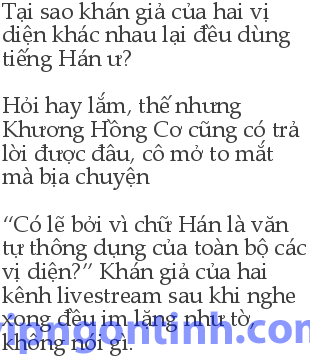 Tại sao khán giả của hai vị
diện khác nhau lại đều dùng
tiếng Hán ư?
Hỏi hay lắm, thế nhưng
Khương Hồng Cơ cũng có trả
lời được đâu, cô mở to mắt
mà bịa chuyện
“Có lẽ bởi vì chữ Hán là văn
tự thông dụng của toàn bộ các
vị diện?” Khán giả của hai
kênh livestream sau khi nghe
xong đều im lặng như tờ,
không nói gì.